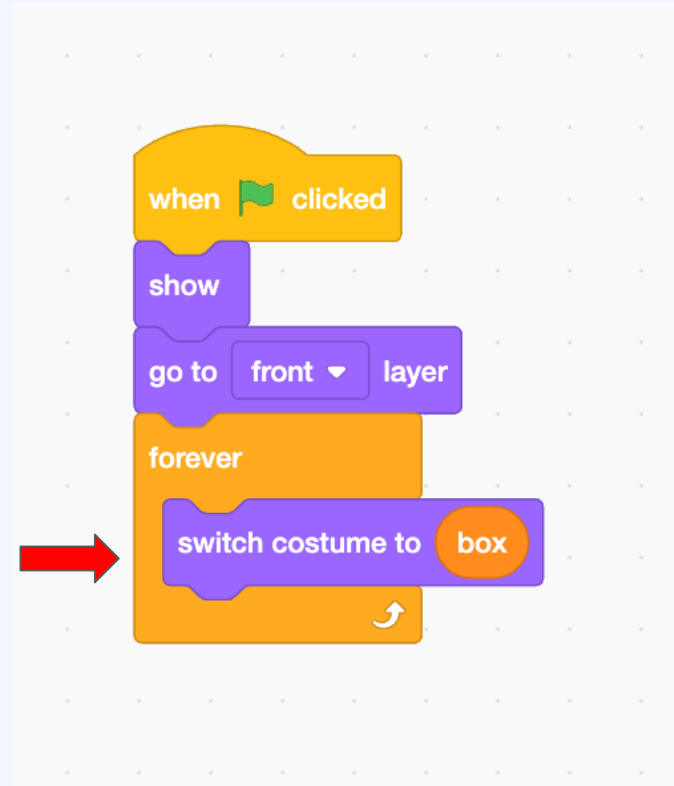 when clicked
show
go to front layer
forever
switch costume to box